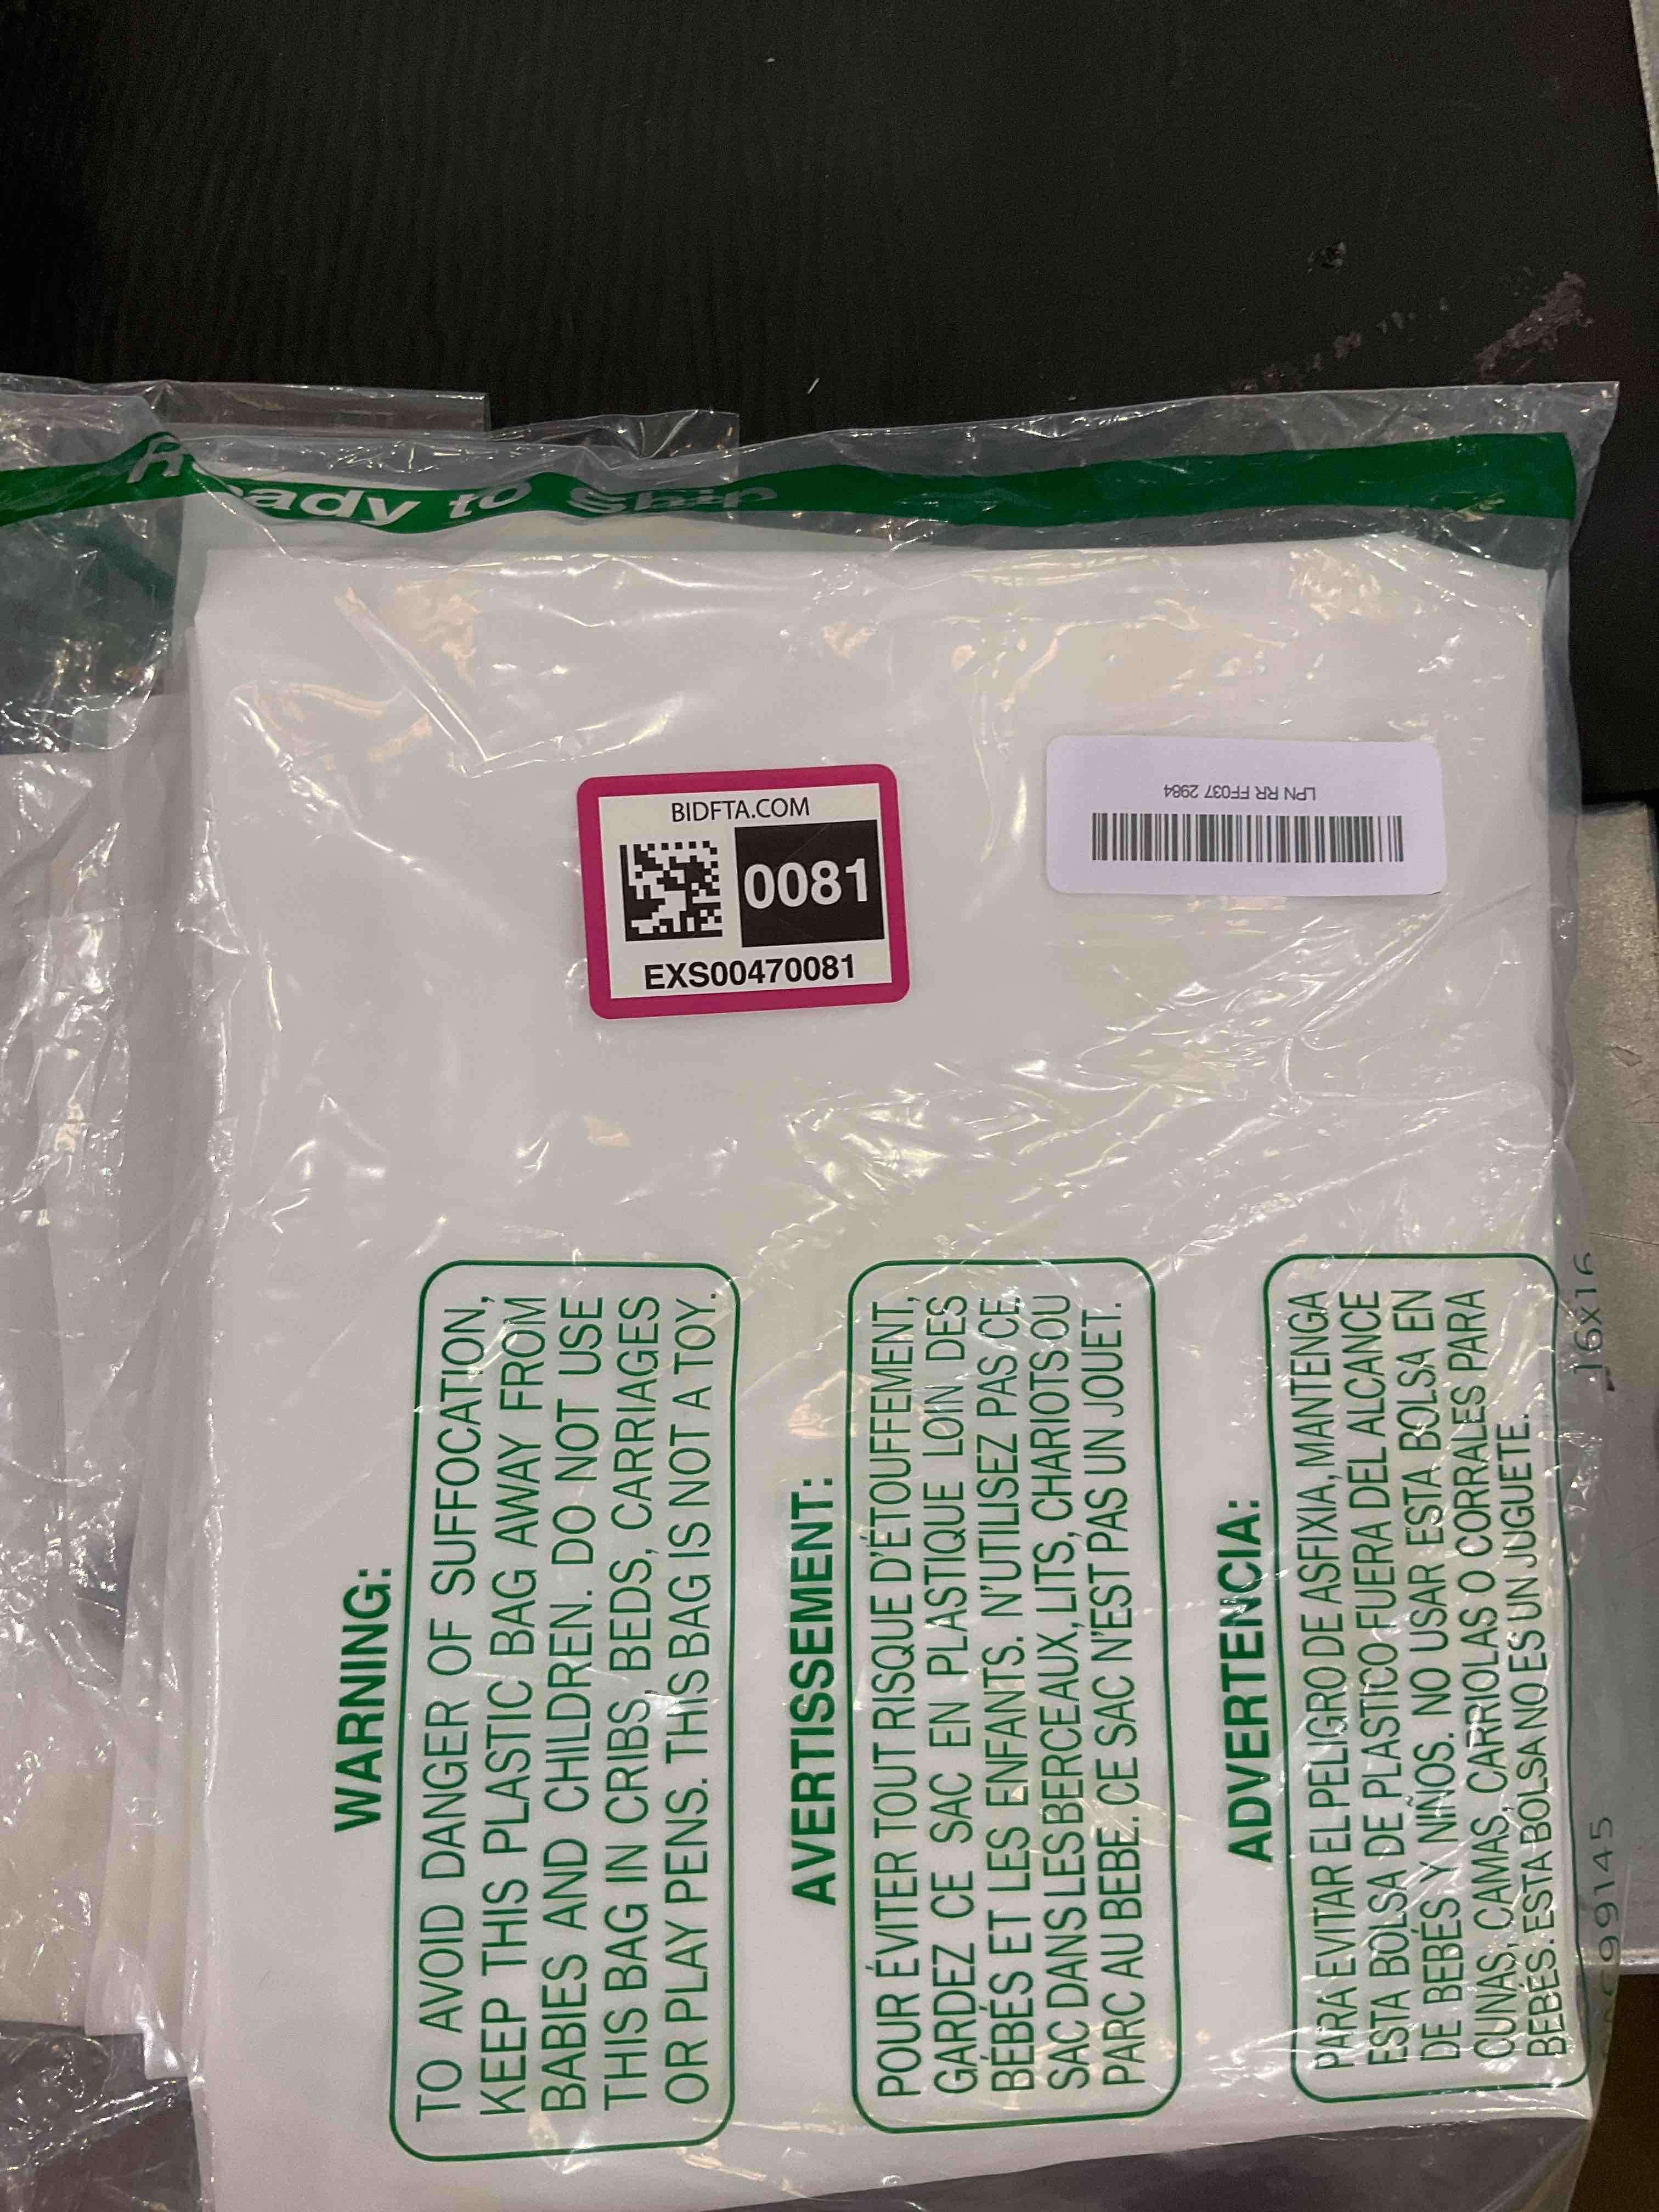 Ready to Ship
BIDFTA.COM
0081
EXS00470081
LPN RR FF037 2984
WARNING:
TO AVOID DANGER OF SUFFOCATION,
KEEP THIS PLASTIC BAG AWAY FROM
BABIES AND CHILDREN. DO NOT USE
THIS BAG IN CRIBS, BEDS, CARRIAGES
OR PLAY PENS. THIS BAG IS NOT A TOY.
AVERTISSEMENT:
POUR ÉVITER TOUT RISQUE D'ÉTOUFFEMENT,
GARDEZ CE SAC EN PLASTIQUE LOIN DES
BÉBÉS ET LES ENFANTS. N'UTILISEZ PAS CE
SAC DANS LES BERCEAUX, LITS, CHARIOTS OU
PARC AU BEBE. CE SAC N'EST PAS UN JOUET.
ADVERTENCIA:
PARA EVITAR EL PELIGRO DE ASFIXIA, MANTENGA
ESTA BOLSA DE PLASTICO FUERA DEL ALCANCE
DE BEBÉS Y NIÑOS. NO USAR ESTA BOLSA EN
CUNAS, CAMAS, CARRIOLAS O CORRALES PARA
BEBÉS. ESTA BOLSA NO ES UN JUGUETE.
16X16